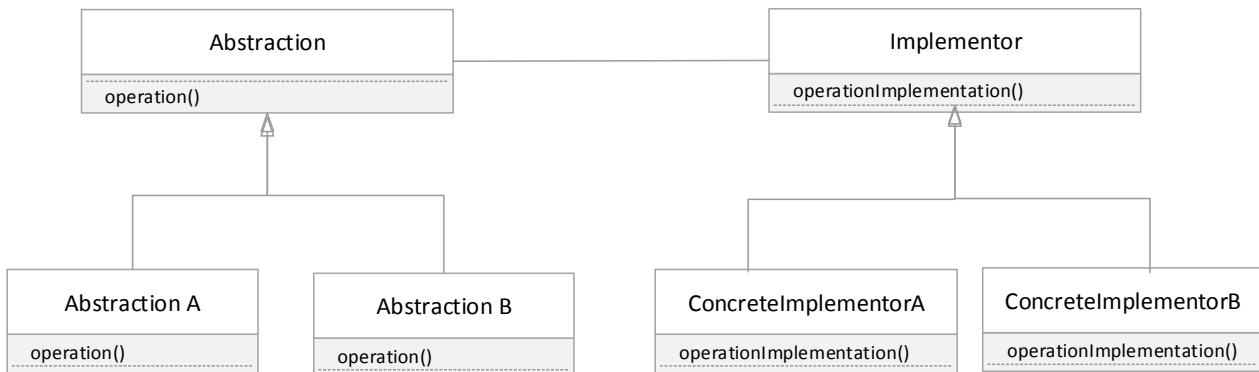 Abstraction
operation()
Implementor
operationImplementation()
Abstraction A
operation()
Abstraction B
operation()
ConcreteImplementorA
operationImplementation()
ConcreteImplementorB
operationImplementation()